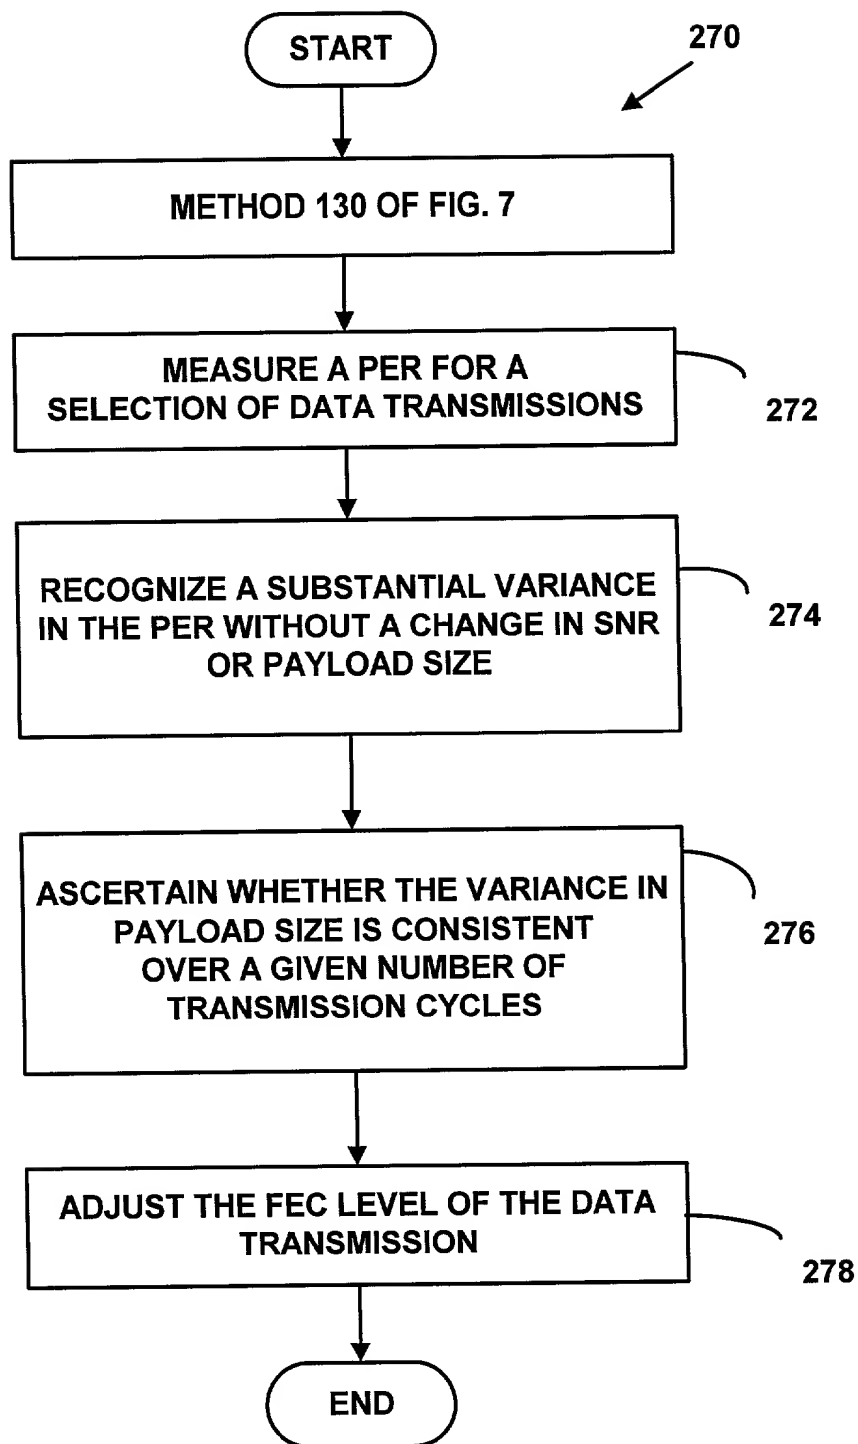 START
270
METHOD 130 OF FIG. 7
MEASURE A PER FOR A
SELECTION OF DATA TRANSMISSIONS
272
RECOGNIZE A SUBSTANTIAL VARIANCE
IN THE PER WITHOUT A CHANGE IN SNR
OR PAYLOAD SIZE
274
ASCERTAIN WHETHER THE VARIANCE IN
PAYLOAD SIZE IS CONSISTENT
OVER A GIVEN NUMBER OF
TRANSMISSION CYCLES
276
ADJUST THE FEC LEVEL OF THE DATA
TRANSMISSION
278
END